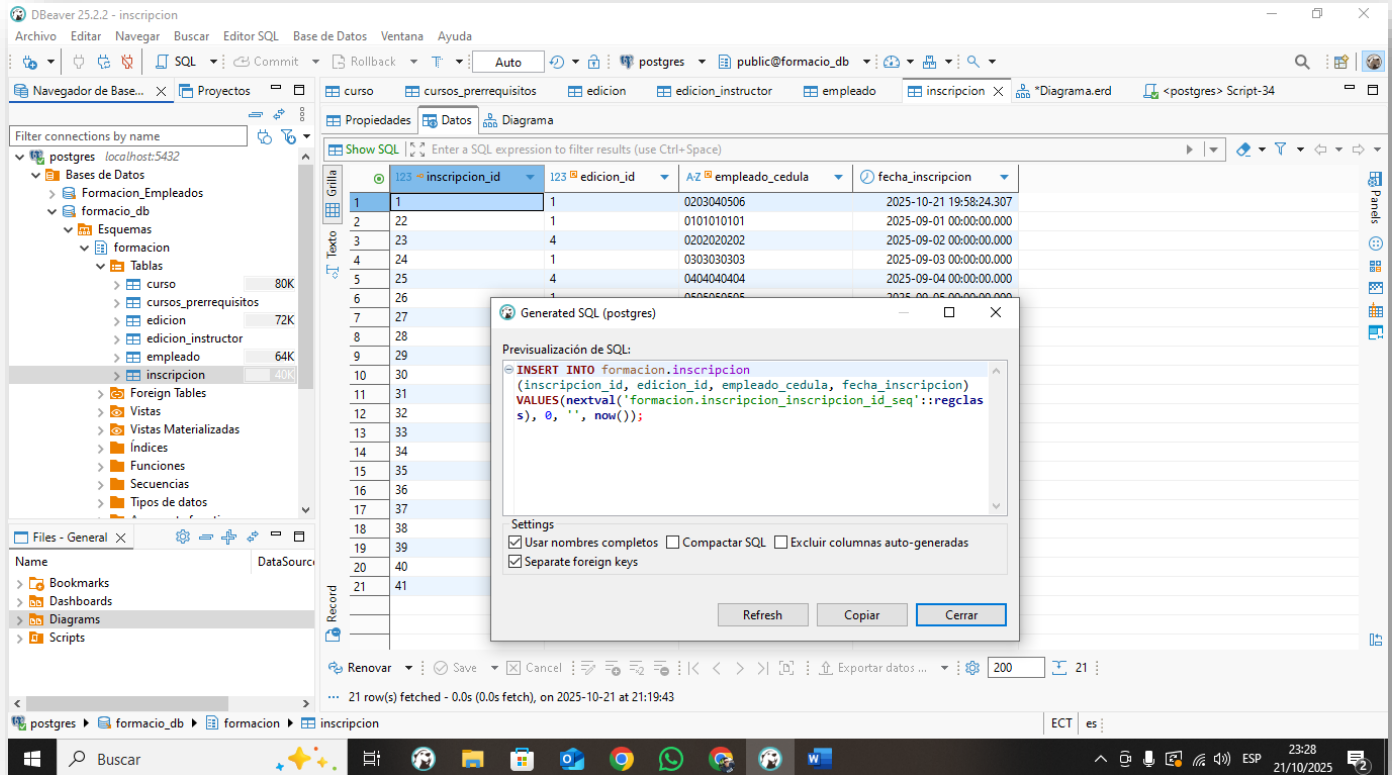 DBeaver 25.2.2 - inscripcion
Archivo Editar Navegar Buscar Editor SQL Base de Datos Ventana Ayuda
SQL Commit Rollback T Auto postgres public@formacio_db
Navegador de Base... Proyectos
curso cursos_prerrequisitos edicion edicion_instructor empleado inscripcion *Diagrama.erd <postgres> Script-34
Propiedades Datos Diagrama
Filter connections by name
Show SQL Enter a SQL expression to filter results (use Ctrl+Space)
postgres localhost:5432
Bases de Datos
Formacion_Empleados
formacio_db
Esquemas
formacion
Tablas
curso 80K
cursos_prerrequisitos
edicion 72K
edicion_instructor
empleado 64K
inscripcion 40K
Foreign Tables
Vistas
Vistas Materializadas
Índices
Funciones
Secuencias
Tipos de datos
Grilla
Texto
Record
Panels
123 inscripcion_id 123 edicion_id A-Z empleado_cedula fecha_inscripcion
1 1 1 0203040506 2025-10-21 19:58:24.307
2 22 1 0101010101 2025-09-01 00:00:00.000
3 23 4 0202020202 2025-09-02 00:00:00.000
4 24 1 0303030303 2025-09-03 00:00:00.000
5 25 4 0404040404 2025-09-04 00:00:00.000
6 26 1 0505050505 2025-09-05 00:00:00.000
7 27
8 28
9 29
10 30
11 31
12 32
13 33
14 34
15 35
16 36
17 37
18 38
19 39
20 40
21 41
Generated SQL (postgres)
Previsualización de SQL:
INSERT INTO formacion.inscripcion
(inscripcion_id, edicion_id, empleado_cedula, fecha_inscripcion)
VALUES(nextval('formacion.inscripcion_inscripcion_id_seq'::regclas
s), 0, '', now());
Settings
Usar nombres completos Compactar SQL Excluir columnas auto-generadas
Separate foreign keys
Refresh Copiar Cerrar
Files - General
Name DataSourc
Bookmarks
Dashboards
Diagrams
Scripts
Renovar Save Cancel Exportar datos ... 200 21
21 row(s) fetched - 0.0s (0.0s fetch), on 2025-10-21 at 21:19:43
postgres formacio_db formacion inscripcion
ECT es
Buscar
ESP
23:28
21/10/2025
2